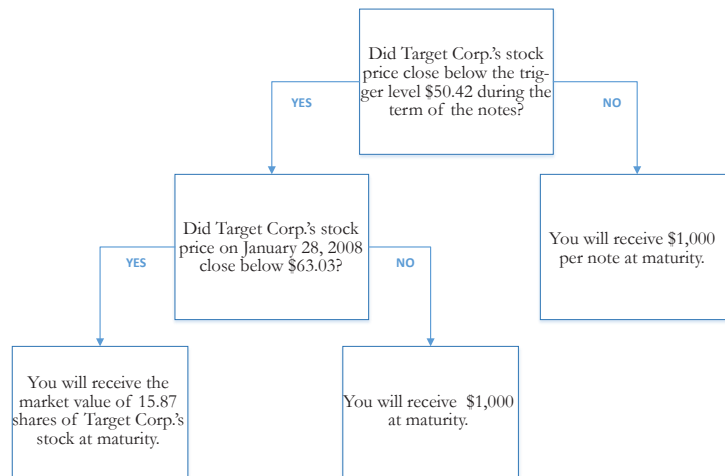 Did Target Corp.'s stock
price close below the trig-
ger level $50.42 during the
term of the notes?
YES
NO
Did Target Corp.'s stock
price on January 28, 2008
close below $63.03?
You will receive $1,000
per note at maturity.
YES
NO
You will receive the
market value of 15.87
shares of Target Corp.'s
stock at maturity.
You will receive $1,000
at maturity.